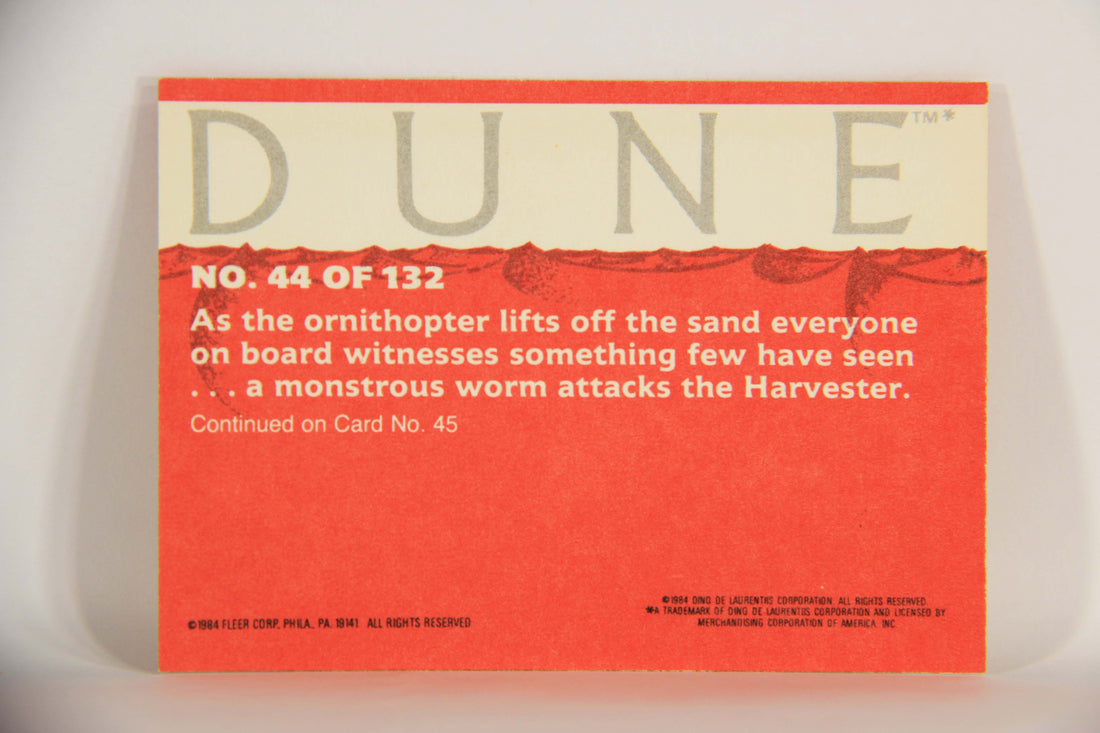 DUNE™*
NO. 44 OF 132
As the ornithopter lifts off the sand everyone
on board witnesses something few have seen
. . . a monstrous worm attacks the Harvester.
Continued on Card No. 45
©1984 FLEER CORP. PHILA., PA. 19141 ALL RIGHTS RESERVED
©1984 DINO DE LAURENTIIS CORPORATION. ALL RIGHTS RESERVED.
*A TRADEMARK OF DINO DE LAURENTIIS CORPORATION AND LICENSED BY
MERCHANDISING CORPORATION OF AMERICA, INC.